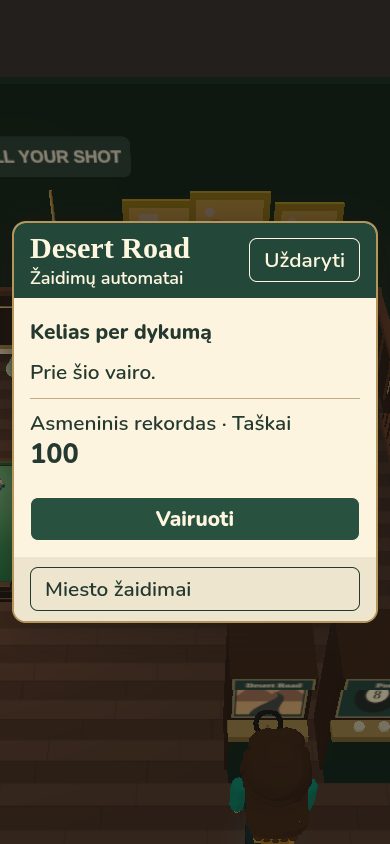 LL YOUR SHOT
Desert Road
Žaidimų automatai
Uždaryti
Kelias per dykumą
Prie šio vairo.
Asmeninis rekordas · Taškai
100
Vairuoti
Miesto žaidimai
Desert Road
8